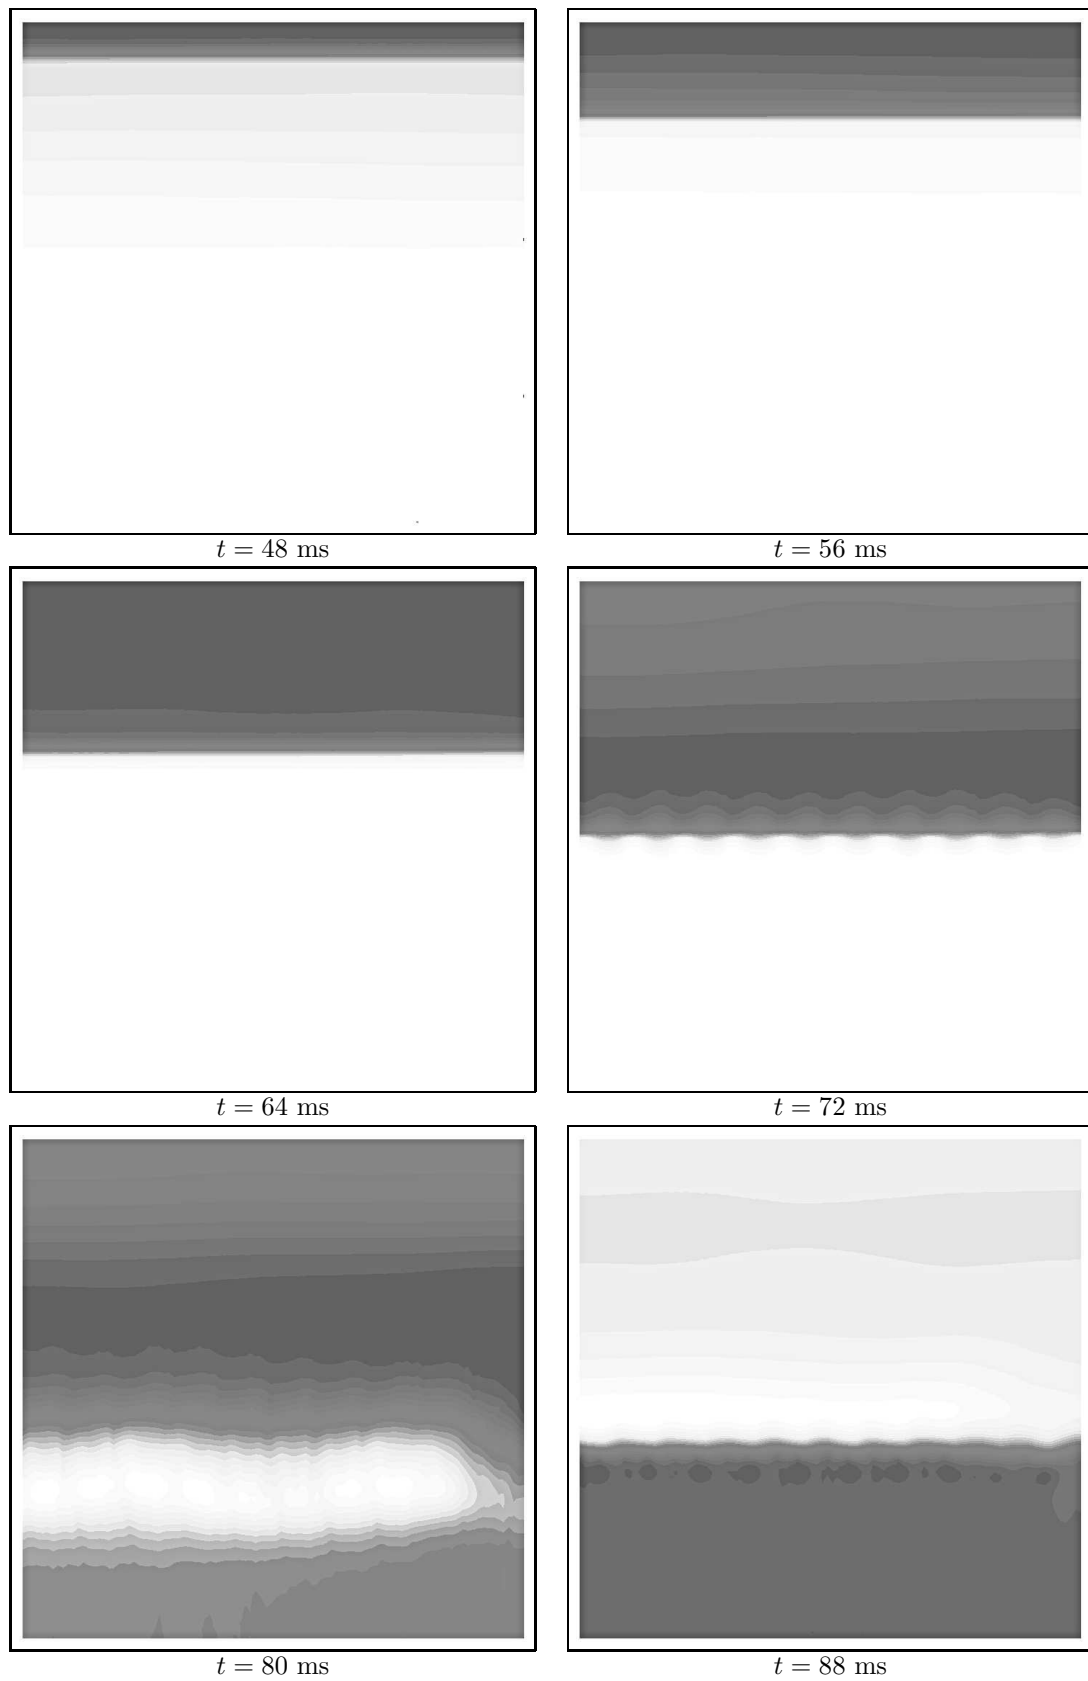 t = 48 ms
t = 56 ms
t = 64 ms
t = 72 ms
t = 80 ms
t = 88 ms